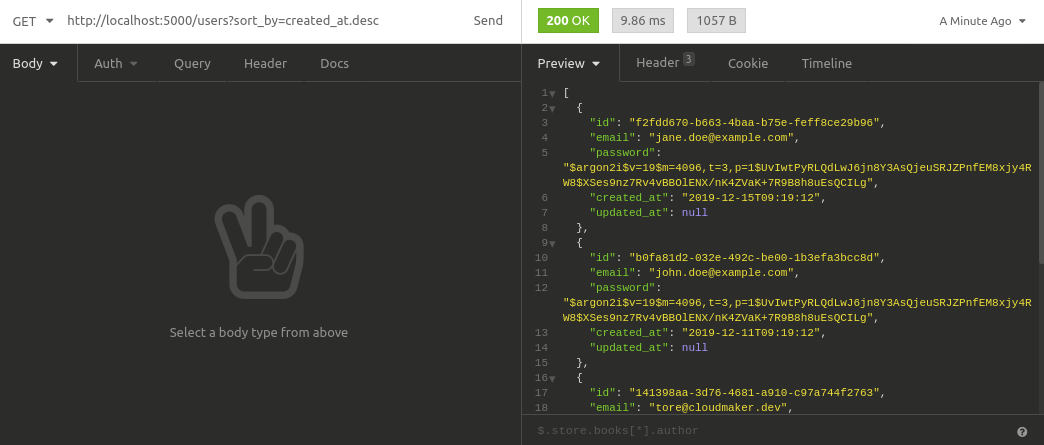 GET http://localhost:5000/users?sort_by=created_at.desc Send 200 OK 9.86 ms 1057 B A Minute Ago
Body Auth Query Header Docs Preview Header 3 Cookie Timeline
Select a body type from above
1 [
2 {
3 "id": "f2fdd670-b663-4baa-b75e-feff8ce29b96",
4 "email": "jane.doe@example.com",
5 "password":
"$argon2i$v=19$m=4096,t=3,p=1$UvIwtPyRLQdLwJ6jn8Y3AsQjeuSRJZPnfEM8xjy4R
W8$XSes9nz7Rv4vBBOlENX/nK4ZVaK+7R9B8h8uEsQCILg",
6 "created_at": "2019-12-15T09:19:12",
7 "updated_at": null
8 },
9 {
10 "id": "b0fa81d2-032e-492c-be00-1b3efa3bcc8d",
11 "email": "john.doe@example.com",
12 "password":
"$argon2i$v=19$m=4096,t=3,p=1$UvIwtPyRLQdLwJ6jn8Y3AsQjeuSRJZPnfEM8xjy4R
W8$XSes9nz7Rv4vBBOlENX/nK4ZVaK+7R9B8h8uEsQCILg",
13 "created_at": "2019-12-11T09:19:12",
14 "updated_at": null
15 },
16 {
17 "id": "141398aa-3d76-4681-a910-c97a744f2763",
18 "email": "tore@cloudmaker.dev",
$.store.books[*].author
?